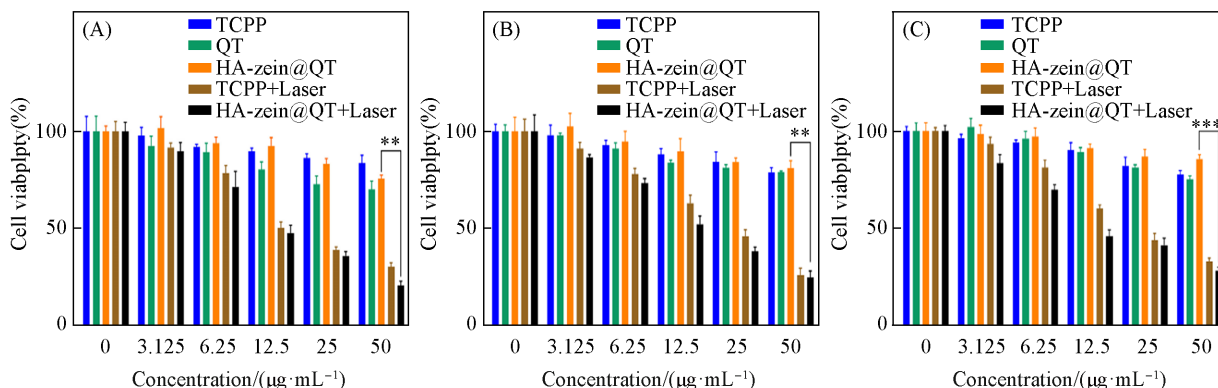 (A)
TCPP
QT
HA-zein@QT
TCPP+Laser
HA-zein@QT+Laser
**
100
50
0
Cell viabplpty(%)
0 3.125 6.25 12.5 25 50
Concentration/(μg·mL⁻¹)
(B)
TCPP
QT
HA-zein@QT
TCPP+Laser
HA-zein@QT+Laser
**
100
50
0
Cell viabplpty(%)
0 3.125 6.25 12.5 25 50
Concentration/(μg·mL⁻¹)
(C)
TCPP
QT
HA-zein@QT
TCPP+Laser
HA-zein@QT+Laser
***
100
50
0
Cell viabplpty(%)
0 3.125 6.25 12.5 25 50
Concentration/(μg·mL⁻¹)